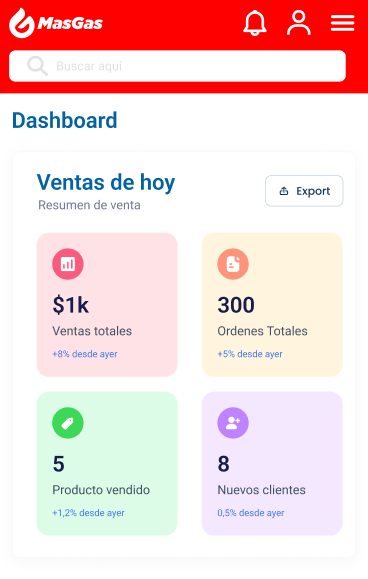 MasGas
Buscar aquí
Dashboard
Ventas de hoy
Resumen de venta
Export
$1k
Ventas totales
+8% desde ayer
300
Ordenes Totales
+5% desde ayer
5
Producto vendido
+1,2% desde ayer
8
Nuevos clientes
0,5% desde ayer